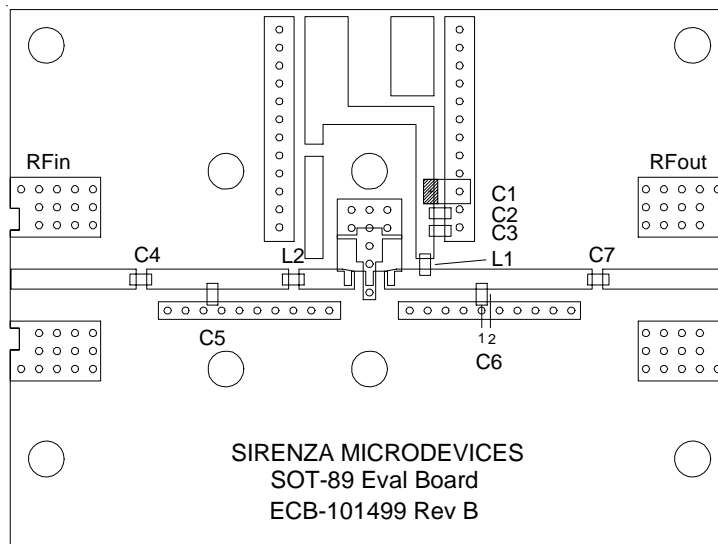 RFin
RFout
C1
C2
C3
C4
L2
L1
C7
C5
1 2
C6
SIRENZA MICRODEVICES
SOT-89 Eval Board
ECB-101499 Rev B